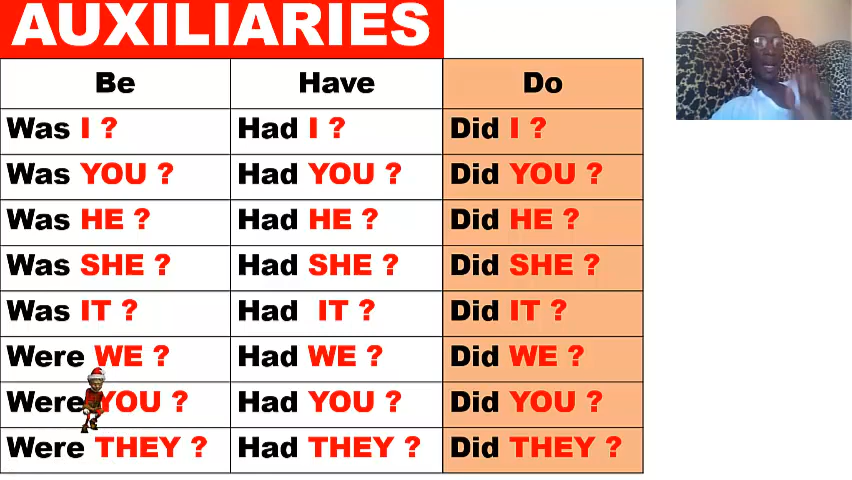 AUXILIARIES
Be Have Do
Was I ? Had I ? Did I ?
Was YOU ? Had YOU ? Did YOU ?
Was HE ? Had HE ? Did HE ?
Was SHE ? Had SHE ? Did SHE ?
Was IT ? Had IT ? Did IT ?
Were WE ? Had WE ? Did WE ?
Were YOU ? Had YOU ? Did YOU ?
Were THEY ? Had THEY ? Did THEY ?